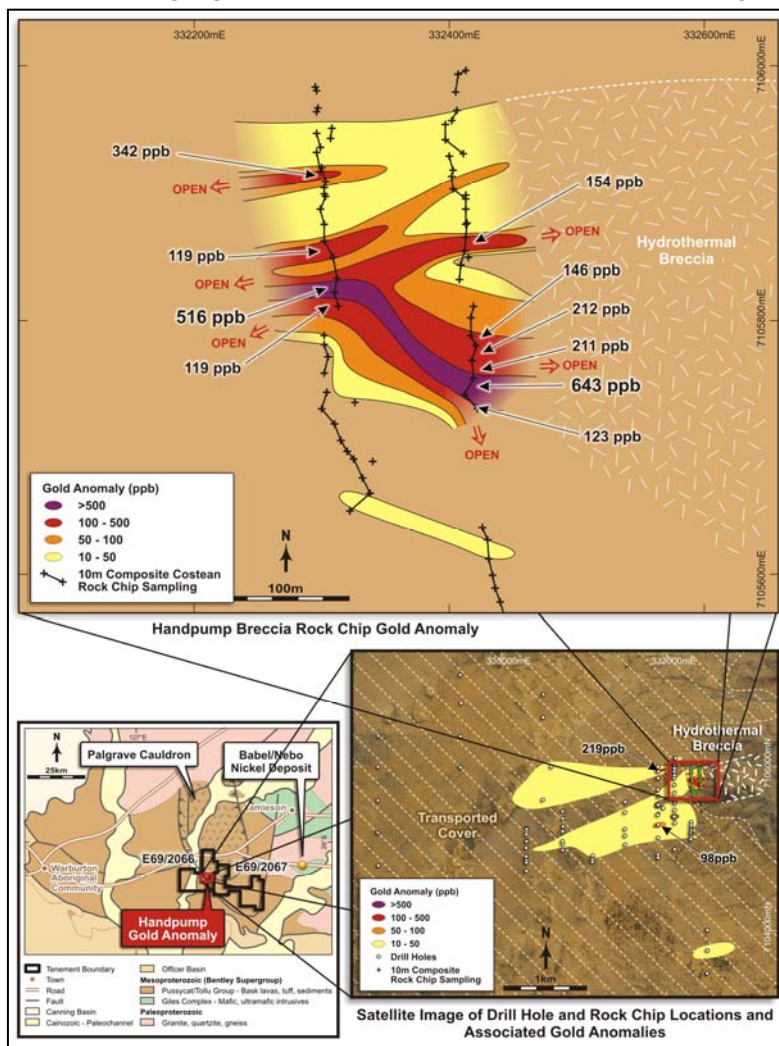 332200mE
332400mE
332600mE
7106000mE
342 ppb
OPEN
154 ppb
OPEN
119 ppb
Hydrothermal
Breccia
146 ppb
OPEN
516 ppb
212 ppb
7105800mE
OPEN
211 ppb
119 ppb
OPEN
643 ppb
123 ppb
OPEN
Gold Anomaly (ppb)
>500
100 - 500
50 - 100
10 - 50
10m Composite Costean
Rock Chip Sampling
N
100m
7105600mE
Handpump Breccia Rock Chip Gold Anomaly
N
25km
127°E
Palgrave Cauldron
Babel/Nebo
Nickel Deposit
Jamieson
Warburton
Aboriginal
Community
E69/2066
E69/2067
Handpump
Gold Anomaly
Tenement Boundary
Town
Road
Fault
Canning Basin
Cainozoic - Paleochannel
Officer Basin
Mesoproterozoic (Bentley Supergroup)
Pussycat/Tollu Group - Bask lavas, tuff, sediments
Giles Complex - Mafic, ultramafic intrusives
Paleoproterozoic
Granite, quartzite, gneiss
330000mE
332000mE
Hydrothermal
Breccia
219ppb
Transported
Cover
98ppb
Gold Anomaly (ppb)
>500
100 - 500
50 - 100
10 - 50
Drill Holes
10m Composite
Rock Chip Sampling
N
1km
Satellite Image of Drill Hole and Rock Chip Locations and
Associated Gold Anomalies